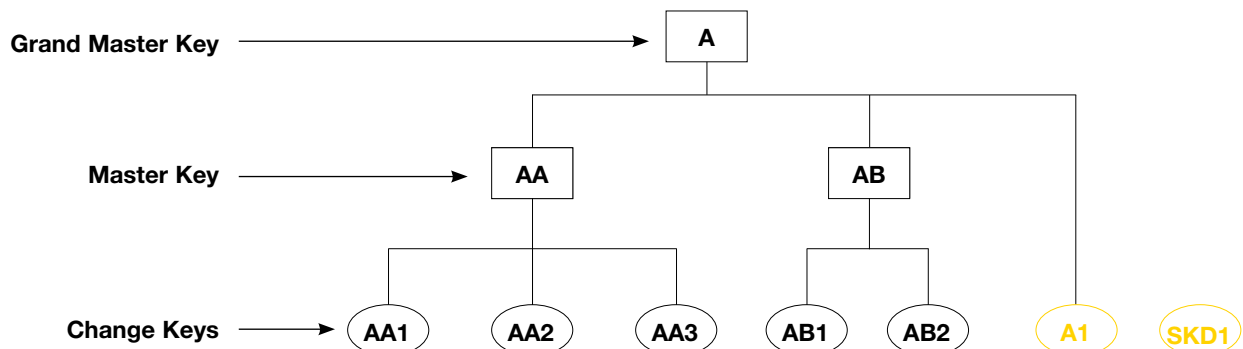 Grand Master Key A
Master Key AA AB
Change Keys AA1 AA2 AA3 AB1 AB2 A1 SKD1